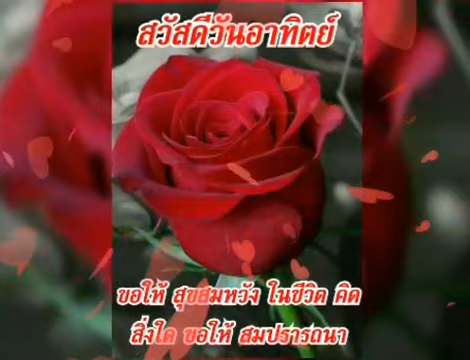 สวัสดีวันอาทิตย์
ขอให้ สุขสมหวัง ในชีวิต คิด
สิ่งใด ขอให้ สมปรารถนา